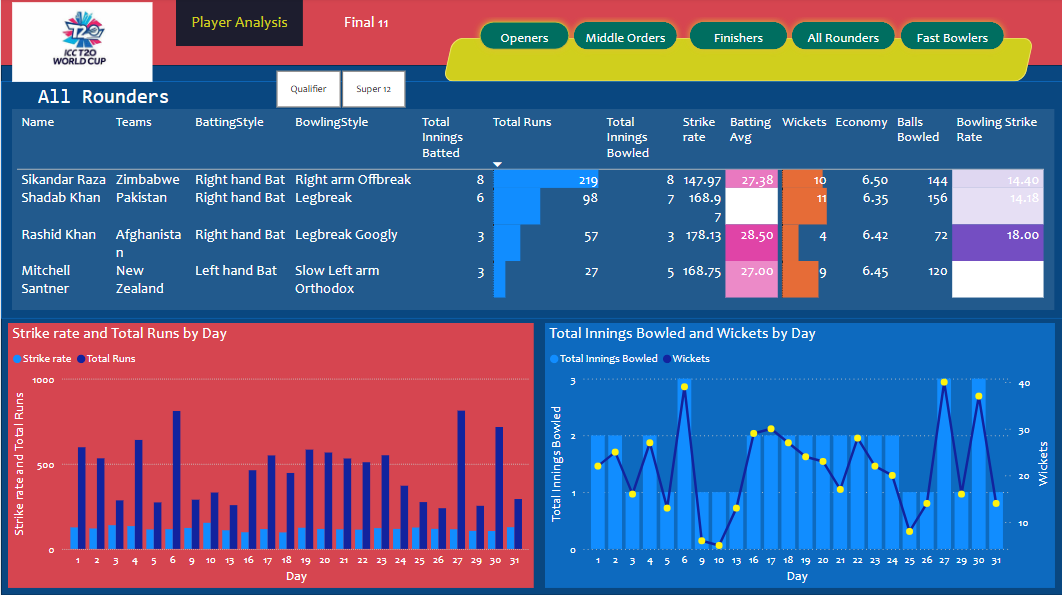 Player Analysis
Final 11
ICC T20
WORLD CUP
Openers
Middle Orders
Finishers
All Rounders
Fast Bowlers
Qualifier
Super 12
All Rounders
Name Teams BattingStyle BowlingStyle Total Innings Batted Total Runs Total Innings Bowled Strike rate Batting Avg Wickets Economy Balls Bowled Bowling Strike Rate
Sikandar Raza Zimbabwe Right hand Bat Right arm Offbreak 8 219 8 147.97 27.38 10 6.50 144 14.40
Shadab Khan Pakistan Right hand Bat Legbreak 6 98 7 168.97 11 6.35 156 14.18
Rashid Khan Afghanistan Right hand Bat Legbreak Googly 3 57 3 178.13 28.50 4 6.42 72 18.00
Mitchell Santner New Zealand Left hand Bat Slow Left arm Orthodox 3 27 5 168.75 27.00 9 6.45 120
Strike rate and Total Runs by Day
Strike rate Total Runs
Strike rate and Total Runs
1000
500
0
1 2 3 4 5 6 9 10 13 16 17 18 19 20 21 22 23 24 25 26 27 29 30 31
Day
Total Innings Bowled and Wickets by Day
Total Innings Bowled Wickets
Total Innings Bowled
3
2
1
0
40
30
20
10
Wickets
1 2 3 4 5 6 9 10 13 16 17 18 19 20 21 22 23 24 25 26 27 29 30 31
Day